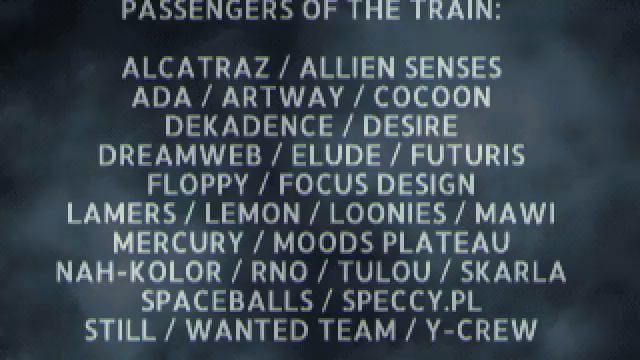 PASSENGERS OF THE TRAIN:
ALCATRAZ / ALLIEN SENSES
ADA / ARTWAY / COCOON
DEKADENCE / DESIRE
DREAMWEB / ELUDE / FUTURIS
FLOPPY / FOCUS DESIGN
LAMERS / LEMON / LOONIES / MAWI
MERCURY / MOODS PLATEAU
NAH-KOLOR / RNO / TULOU / SKARLA
SPACEBALLS / SPECCY.PL
STILL / WANTED TEAM / Y-CREW